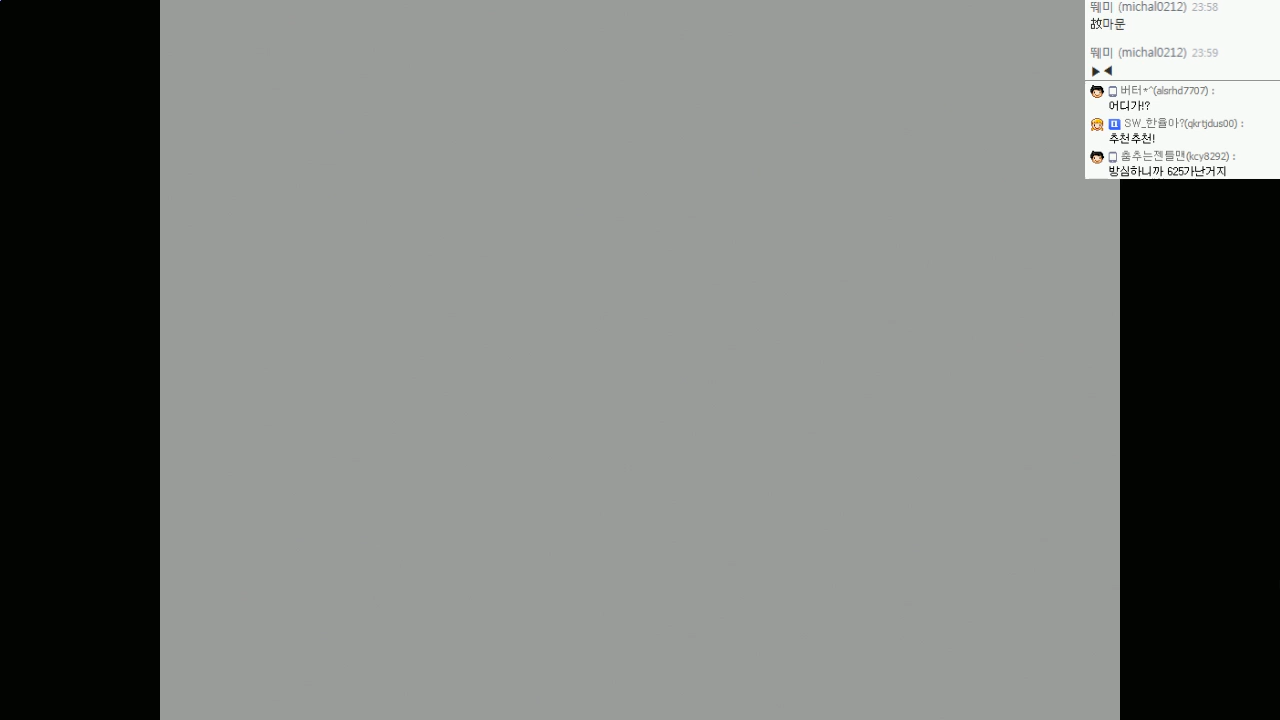 뛔미 (michal0212) 23:58
故마운
뛔미 (michal0212) 23:59
▶◀
버터*^(alsrhd7707) :
어디가!?
SW_한율아?(qkrtjdus00) :
추천추천!
춤추는젠틀맨(kcy8292) :
방심하니까 625가난거지